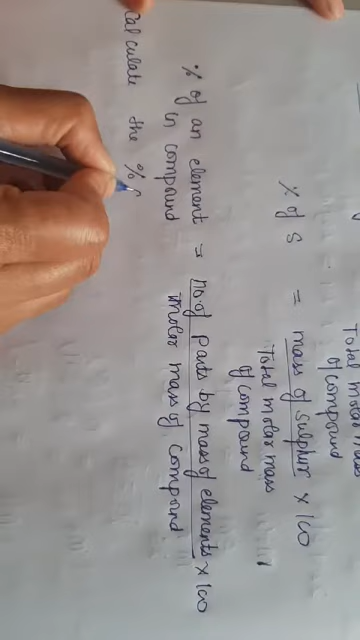 Total molar mass
of compound
% of S = mass of sulphur x 100
Total molar mass
of compound
% of an element = no. of parts by mass of elements x 100
in compound molar mass of compound
Calculate the %